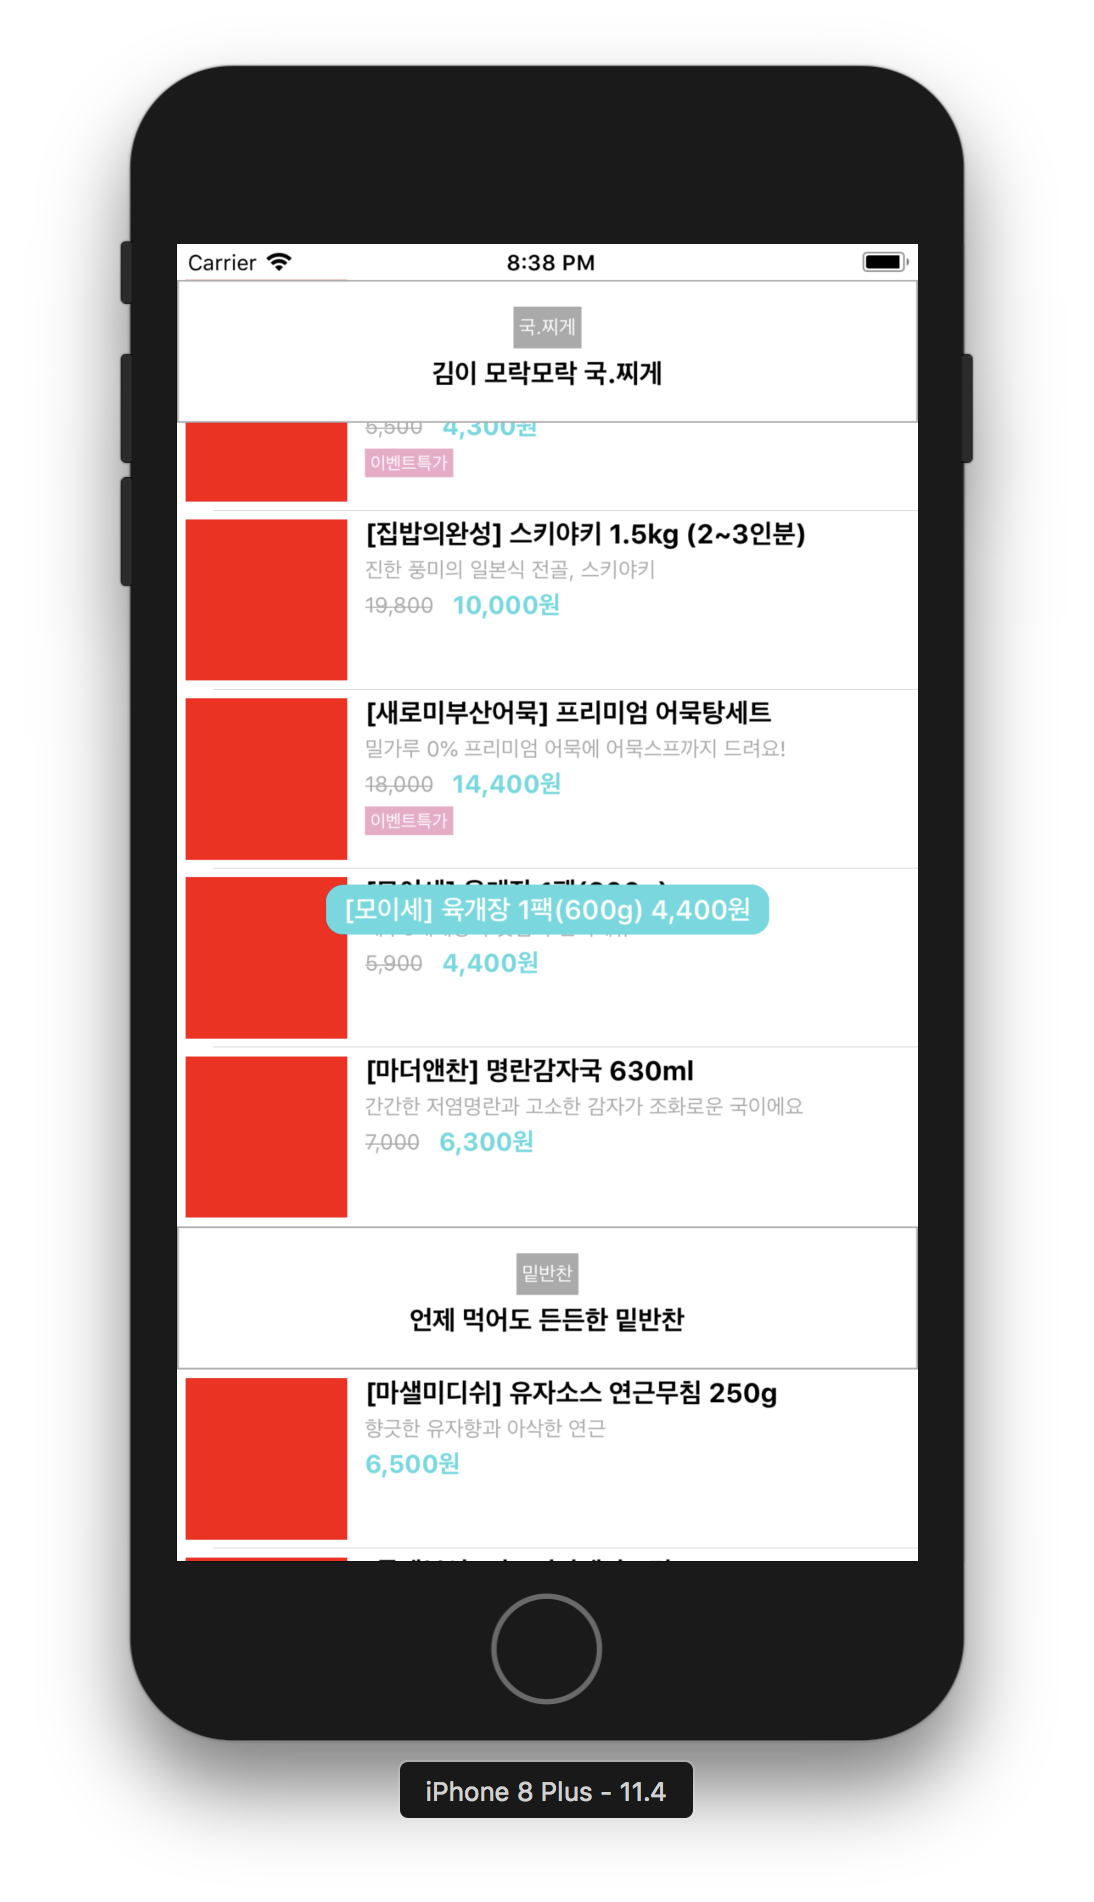 Carrier 8:38 PM
국.찌게
김이 모락모락 국.찌게
5,500 4,300원
이벤트특가
[집밥의완성] 스키야키 1.5kg (2~3인분)
진한 풍미의 일본식 전골, 스키야키
19,800 10,000원
[새로미부산어묵] 프리미엄 어묵탕세트
밀가루 0% 프리미엄 어묵에 어묵스프까지 드려요!
18,000 14,400원
이벤트특가
[모이세] 육개장 1팩(600g) 4,400원
5,900 4,400원
[마더앤찬] 명란감자국 630ml
간간한 저염명란과 고소한 감자가 조화로운 국이에요
7,000 6,300원
밑반찬
언제 먹어도 든든한 밑반찬
[마샐미디쉬] 유자소스 연근무침 250g
향긋한 유자향과 아삭한 연근
6,500원
iPhone 8 Plus - 11.4